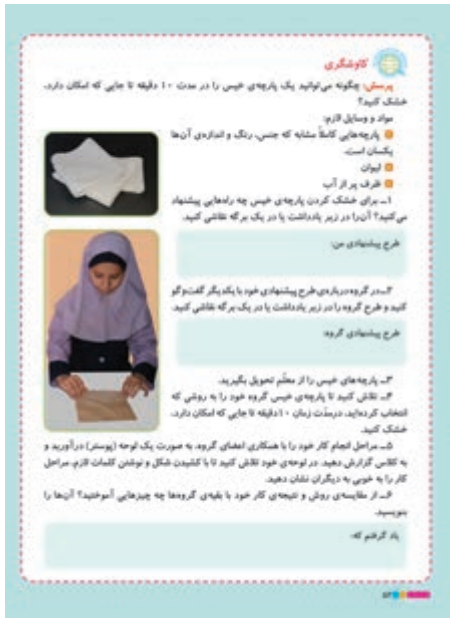 کاوشگری
پرسش: چگونه می‌توانید یک پارچه‌ی خیس را در مدت ۱۰ دقیقه تا جایی که امکان دارد،
خشک کنید؟
مواد و وسایل لازم:
پارچه‌هایی کاملاً مشابه که جنس، رنگ و اندازه‌ی آن‌ها
یکسان است.
لیوان
ظرف پر از آب
۱ـ برای خشک کردن پارچه‌ی خیس چه راه‌هایی پیشنهاد
می‌کنید؟ آن را در زیر یادداشت یا در یک برگه نقاشی کنید.
طرح پیشنهادی من:
۲ـ در گروه درباره‌ی طرح پیشنهادی خود با یکدیگر گفت‌وگو
کنید و طرح گروه را در زیر یادداشت یا در یک برگه نقاشی کنید.
طرح پیشنهادی گروه:
۳ـ پارچه‌های خیس را از معلّم تحویل بگیرید.
۴ـ تلاش کنید تا پارچه‌ی خیس گروه خود را به روشی که
انتخاب کرده‌اید، درمدّت زمان ۱۰ دقیقه تا جایی که امکان دارد،
خشک کنید.
۵ـ مراحل انجام کار خود را با همکاری اعضای گروه، به صورت یک لوحه (پوستر) درآورید و
به کلاس گزارش دهید. در لوحه‌ی خود تلاش کنید تا با کشیدن شکل و نوشتن کلمات لازم، مراحل
کار را به خوبی به دیگران نشان دهید.
۶ـ از مقایسه‌ی روش و نتیجه‌ی کار خود با بقیه‌ی گروه‌ها چه چیزهایی آموختید؟ آن‌ها را
بنویسید.
یاد گرفتم که: